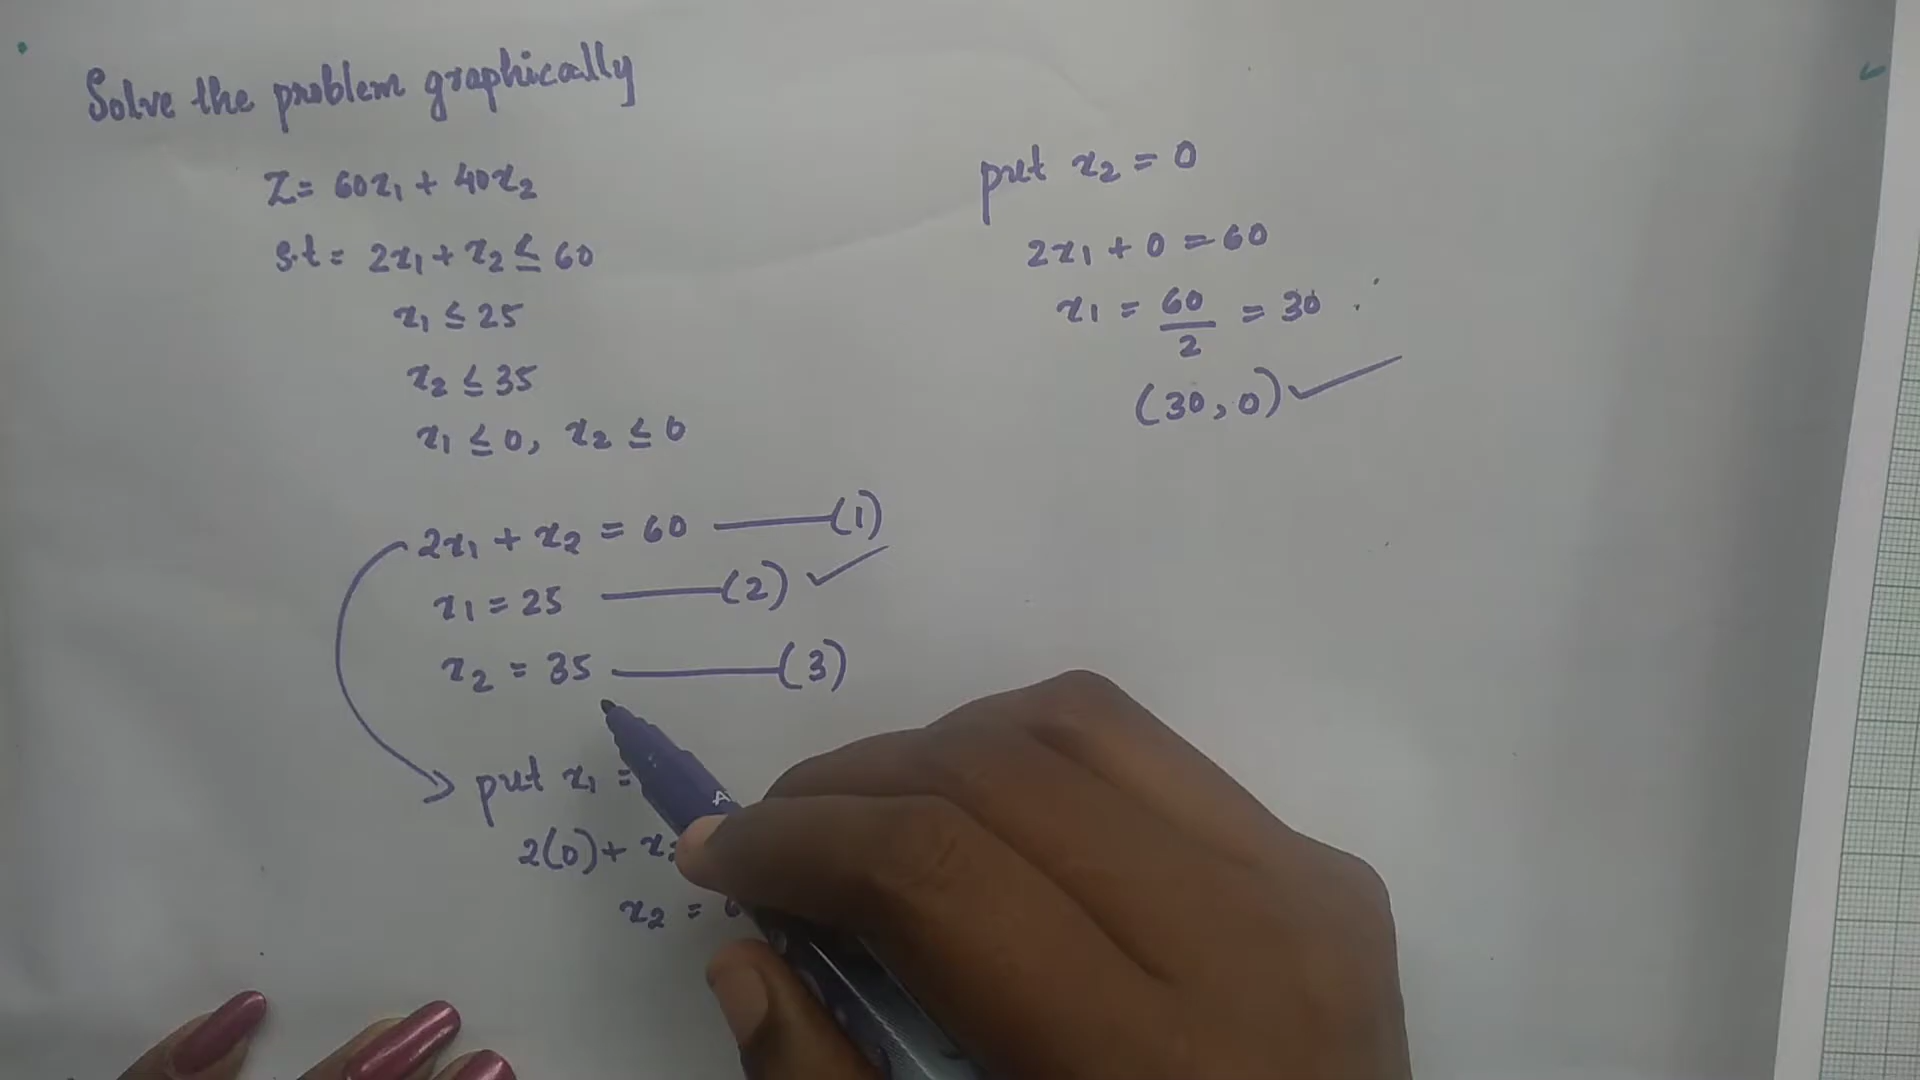 Solve the problem graphically
Z = 60x₁ + 40x₂
s.t = 2x₁ + x₂ ≤ 60
x₁ ≤ 25
x₂ ≤ 35
x₁ ≤ 0, x₂ ≤ 0
2x₁ + x₂ = 60 —— (1)
x₁ = 25 —— (2) ✓
x₂ = 35 —— (3)
put x₁ =
2(0) + x₂
x₂ =
put x₂ = 0
2x₁ + 0 = 60
x₁ = 60/2 = 30
(30, 0) ✓